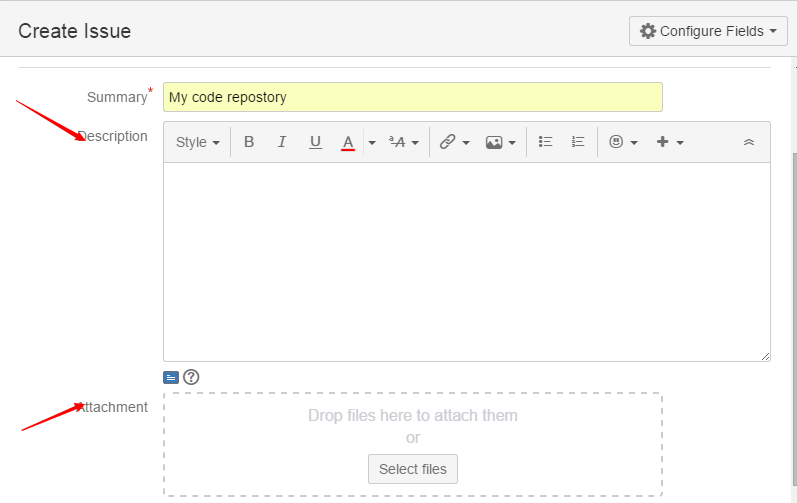 Create Issue
Configure Fields
Summary*
My code repostory
Description
Style B I U A ªA
Attachment
Drop files here to attach them
or
Select files